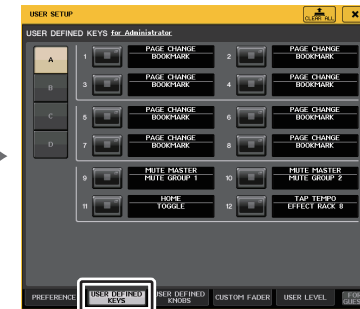 USER SETUP
CLEAR ALL
USER DEFINED KEYS for Administrator
A
B
C
D
1 PAGE CHANGE
BOOKMARK
2 PAGE CHANGE
BOOKMARK
3 PAGE CHANGE
BOOKMARK
4 PAGE CHANGE
BOOKMARK
5 PAGE CHANGE
BOOKMARK
6 PAGE CHANGE
BOOKMARK
7 PAGE CHANGE
BOOKMARK
8 PAGE CHANGE
BOOKMARK
9 MUTE MASTER
MUTE GROUP 1
10 MUTE MASTER
MUTE GROUP 2
11 HOME
TOGGLE
12 TAP TEMPO
EFFECT RACK 8
PREFERENCE
USER DEFINED
KEYS
USER DEFINED
KNOBS
CUSTOM FADER
USER LEVEL
FOR
GUES